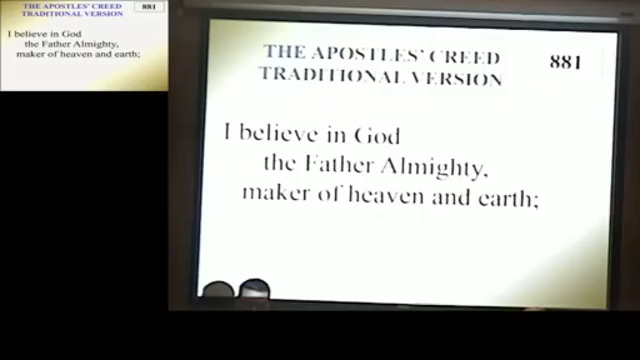 THE APOSTLES' CREED
TRADITIONAL VERSION
881
I believe in God
the Father Almighty,
maker of heaven and earth;
THE APOSTLES' CREED
TRADITIONAL VERSION
881
I believe in God
the Father Almighty,
maker of heaven and earth;